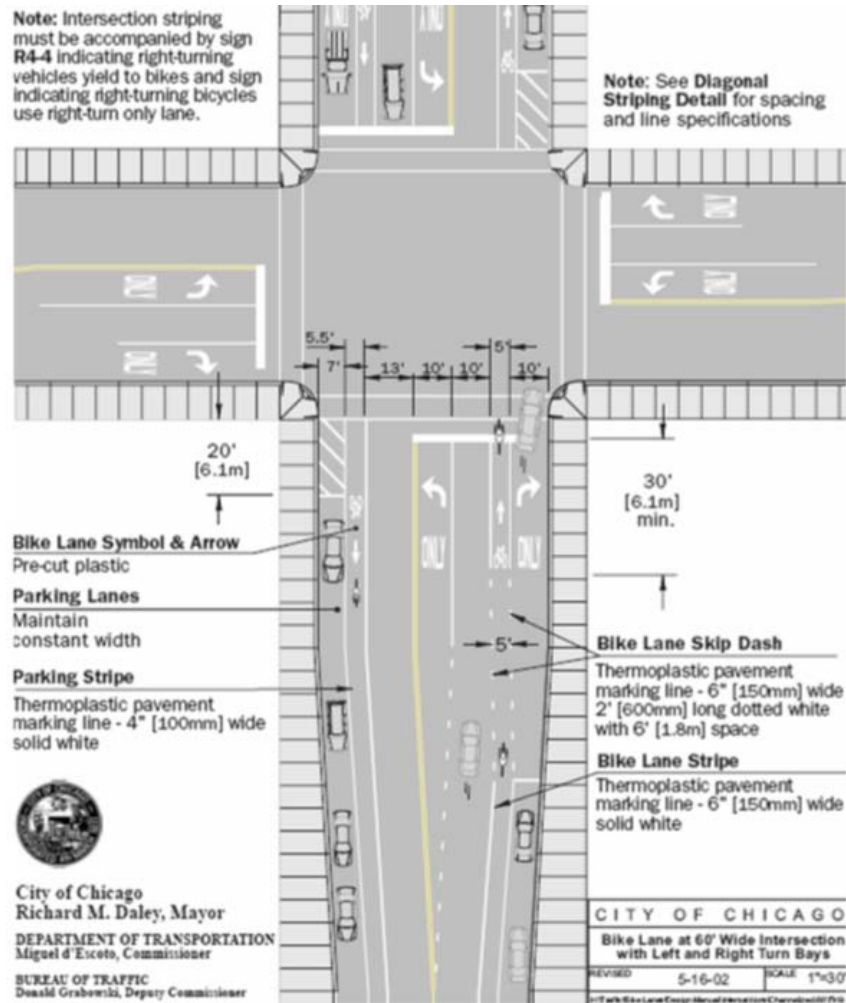 Note: Intersection striping
must be accompanied by sign
R4-4 indicating right-turning
vehicles yield to bikes and sign
indicating right-turning bicycles
use right-turn only lane.
Note: See Diagonal
Striping Detail for spacing
and line specifications
ONLY
ONLY
ONLY
ONLY
ONLY
ONLY
5.5'
5'
7'
13'
10'
10'
10'
20'
[6.1m]
30'
[6.1m]
min.
ONLY
ONLY
Bike Lane Symbol & Arrow
Pre-cut plastic
Parking Lanes
Maintain
constant width
5'
Parking Stripe
Thermoplastic pavement
marking line - 4" [100mm] wide
solid white
Bike Lane Skip Dash
Thermoplastic pavement
marking line - 6" [150mm] wide
2' [600mm] long dotted white
with 6' [1.8m] space
Bike Lane Stripe
Thermoplastic pavement
marking line - 6" [150mm] wide
solid white
City of Chicago
Richard M. Daley, Mayor
DEPARTMENT OF TRANSPORTATION
Miguel d'Escoto, Commissioner
BUREAU OF TRAFFIC
Donald Grabowski, Deputy Commissioner
CITY OF CHICAGO
Bike Lane at 60' Wide Intersection
with Left and Right Turn Bays
REVISED 5-16-02 SCALE 1"=30'